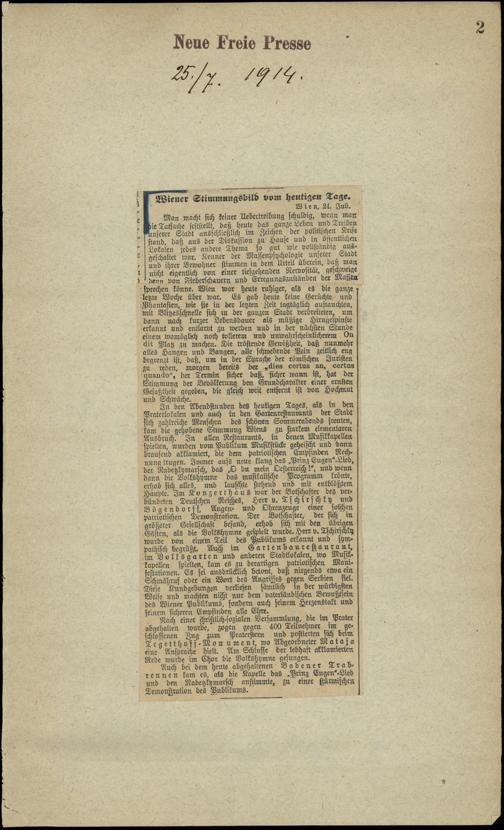 2
Neue Freie Presse
25./7. 1914.
Wiener Stimmungsbild vom heutigen Tage.
Wien, 24. Juli.
Man macht sich keiner Uebertreibung schuldig, wenn man
die Tatsache feststellt, daß heute das ganze Leben und Treiben
unserer Stadt ausschließlich im Zeichen der politischen Krise
stand, daß aus der Diskussion zu Hause und in öffentlichen
Lokalen jedes andere Thema so gut wie vollständig aus-
geschaltet war. Kenner der Massenpsychologie unserer Stadt
und ihrer Bewohner stimmen in dem Urteil überein, daß man
nicht eigentlich von einer tiefgehenden Nervosität, geschweige
denn von Fieberschauern und Erregungszuständen der Masse
sprechen könne. Wien war heute ruhiger, als es die ganze
letzte Woche über war. Es gab heute keine Gerüchte und
Phantasien, wie sie in der letzten Zeit tagtäglich auftauchten,
mit Blitzesschnelle sich in der ganzen Stadt verbreiteten, um
dann nach kurzer Lebensdauer als müßige Hirngespinste
erkannt und entlarvt zu werden und in der nächsten Stunde
einem womöglich noch tolleren und unwahrscheinlicheren On
dit Platz zu machen. Die tröstende Gewißheit, daß nunmehr
alles Hangen und Bangen, alle schwebende Pein zeitlich eng
begrenzt ist, daß, um in der Sprache der römischen Juristen
zu reden, morgen bereits der „dies certus an, certus
quando“, der Termin sicher daß, sicher wann ist, hat der
Stimmung der Bevölkerung den Grundcharakter einer ernsten
Gefaßtheit gegeben, die gleich weit entfernt ist von Hochmut
und Schwäche.
In den Abendstunden des heutigen Tages, als in den
Praterlokalen und auch in den Gartenrestaurants der Stadt
sich zahlreiche Menschen des schönen Sommerabends freuten,
kam die gehobene Stimmung Wiens zu starkem elementaren
Ausbruch. In allen Restaurants, in denen Musikkapellen
spielten, wurden vom Publikum Musikstücke geheischt und dann
brausend akklamiert, die dem patriotischen Empfinden Rech-
nung trugen. Immer aufs neue klang das „Prinz Eugen“-Lied,
der Radetzkymarsch, das „O du mein Oesterreich!“, und wenn
dann die Volkshymne das musikalische Programm krönte,
erhob sich alles, und lauschte stehend und mit entblößtem
Haupte. Im Konzerthaus war der Botschafter des ver-
bündeten Deutschen Reiches, Herr v. Tschirschky und
Bögendorff, Augen- und Ohrenzeuge einer solchen
patriotischen Demonstration. Der Botschafter, der sich in
größerer Gesellschaft befand, erhob sich mit den übrigen
Gästen, als die Volkshymne gespielt wurde. Herr v. Tschirschky
wurde von einem Teil des Publikums erkannt und sym-
pathisch begrüßt. Auch im Gartenbaurestaurant,
im Volksgarten und anderen Stadtlokalen, wo Musik-
kapellen spielten, kam es zu derartigen patriotischen Mani-
festationen. Es sei ausdrücklich betont, daß nirgends etwa ein
Schmähruf oder ein Wort des Angriffes gegen Serbien fiel.
Diese Kundgebungen verliefen sämtlich in der würdigsten
Weise und machten nicht nur dem vaterländischen Bewußtsein
des Wiener Publikums, sondern auch seinem Herzenstakt und
seinem sicheren Empfinden alle Ehre.
Nach einer christlich-sozialen Versammlung, die im Prater
abgehalten wurde, zogen gegen 400 Teilnehmer im ge-
schlossenen Zug zum Praterstern und postierten sich beim
Tegetthoff-Monument, wo Abgeordneter Mataja
eine Ansprache hielt. Am Schlusse der lebhaft akklamierten
Rede wurde im Chor die Volkshymne gesungen.
Auch bei dem heute abgehaltenen Badener Trab-
rennen kam es, als die Kapelle das „Prinz Eugen“-Lied
und den Radetzkymarsch anstimmte, zu einer stürmischen
Demonstration des Publikums.